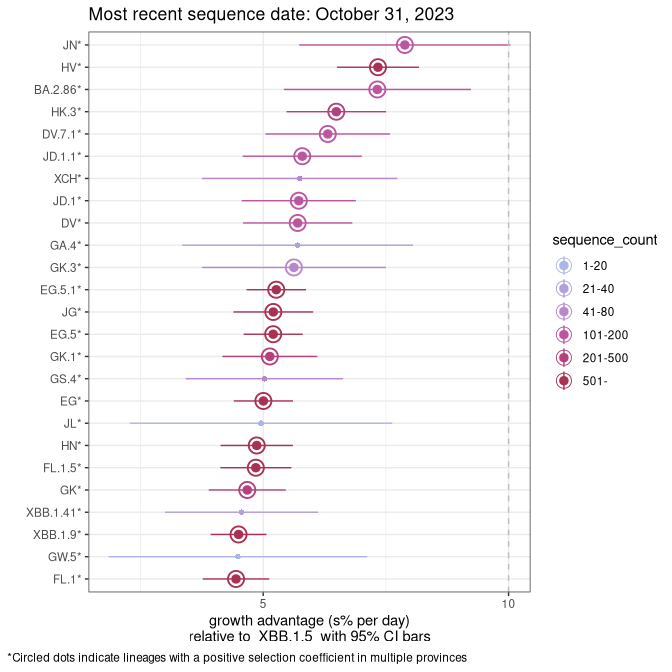 Most recent sequence date: October 31, 2023
JN*
HV*
BA.2.86*
HK.3*
DV.7.1*
JD.1.1*
XCH*
JD.1*
DV*
GA.4*
GK.3*
EG.5.1*
JG*
EG.5*
GK.1*
GS.4*
EG*
JL*
HN*
FL.1.5*
GK*
XBB.1.41*
XBB.1.9*
GW.5*
FL.1*
5 10
growth advantage (s% per day)
relative to XBB.1.5 with 95% CI bars
sequence_count
1-20
21-40
41-80
101-200
201-500
501-
*Circled dots indicate lineages with a positive selection coefficient in multiple provinces